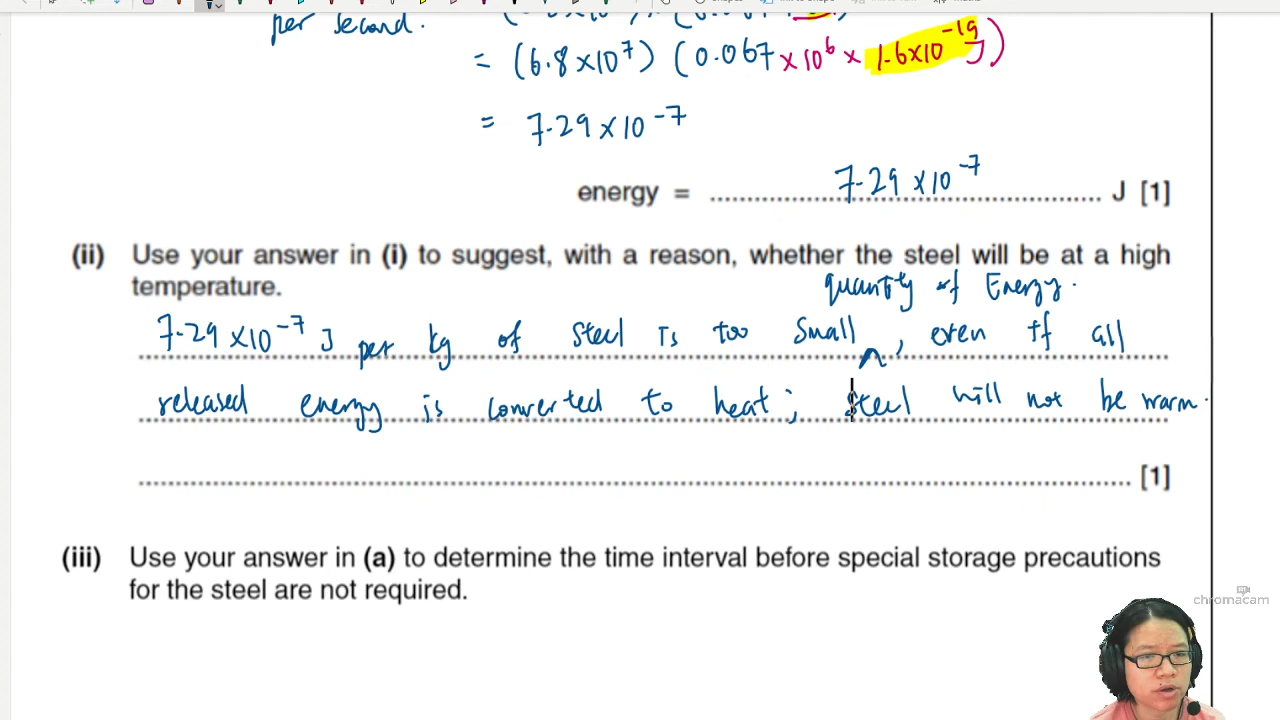 per second.
= (6.8×10⁷) (0.067 ×10⁶ × 1.6×10⁻¹⁹ J)
= 7.29×10⁻⁷
7.29×10⁻⁷
energy = J [1]
(ii) Use your answer in (i) to suggest, with a reason, whether the steel will be at a high
temperature.
quantity of Energy.
7.29×10⁻⁷ J per kg of steel is too small ^, even if all
released energy is converted to heat; steel will not be warm.
[1]
(iii) Use your answer in (a) to determine the time interval before special storage precautions
for the steel are not required.
chromacam